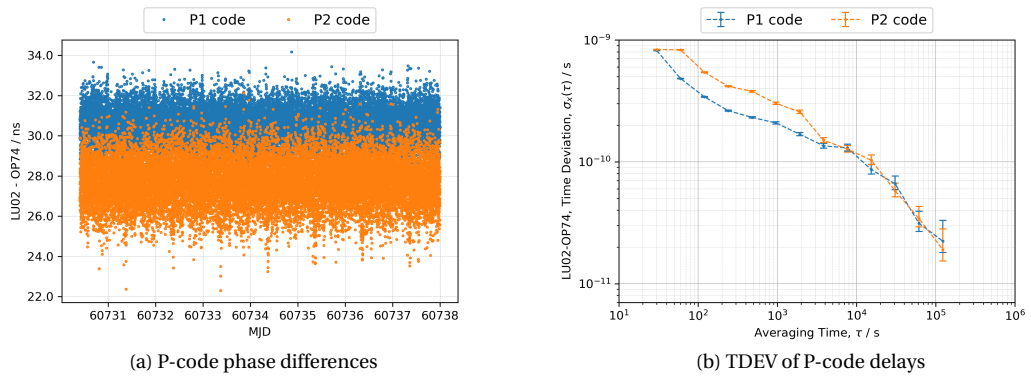 P1 code P2 code
34.0
32.0
30.0
28.0
26.0
24.0
22.0
LU02 - OP74 / ns
60731 60732 60733 60734 60735 60736 60737 60738
MJD
(a) P-code phase differences
P1 code P2 code
10⁻⁹
10⁻¹⁰
10⁻¹¹
LU02-OP74, Time Deviation, σₓ(τ) / s
10¹ 10² 10³ 10⁴ 10⁵ 10⁶
Averaging Time, τ / s
(b) TDEV of P-code delays